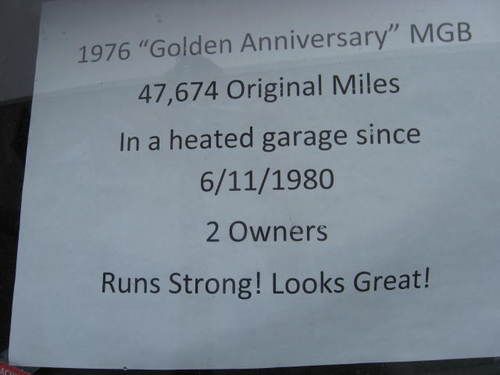 1976 “Golden Anniversary” MGB
47,674 Original Miles
In a heated garage since
6/11/1980
2 Owners
Runs Strong! Looks Great!